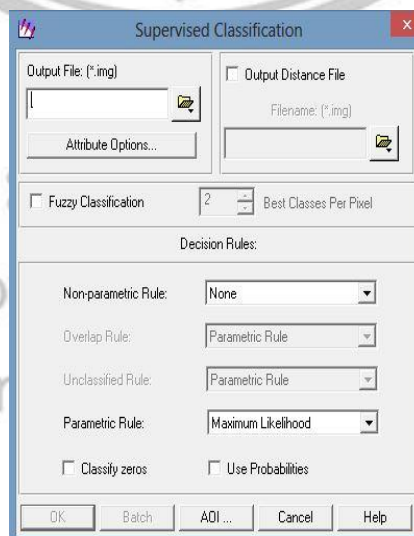 Supervised Classification
x
Output File: (*.img)
Attribute Options...
Output Distance File
Filename: (*.img)
Fuzzy Classification
2
Best Classes Per Pixel
Decision Rules:
Non-parametric Rule: None
Overlap Rule: Parametric Rule
Unclassified Rule: Parametric Rule
Parametric Rule: Maximum Likelihood
Classify zeros Use Probabilities
OK Batch AOI ... Cancel Help